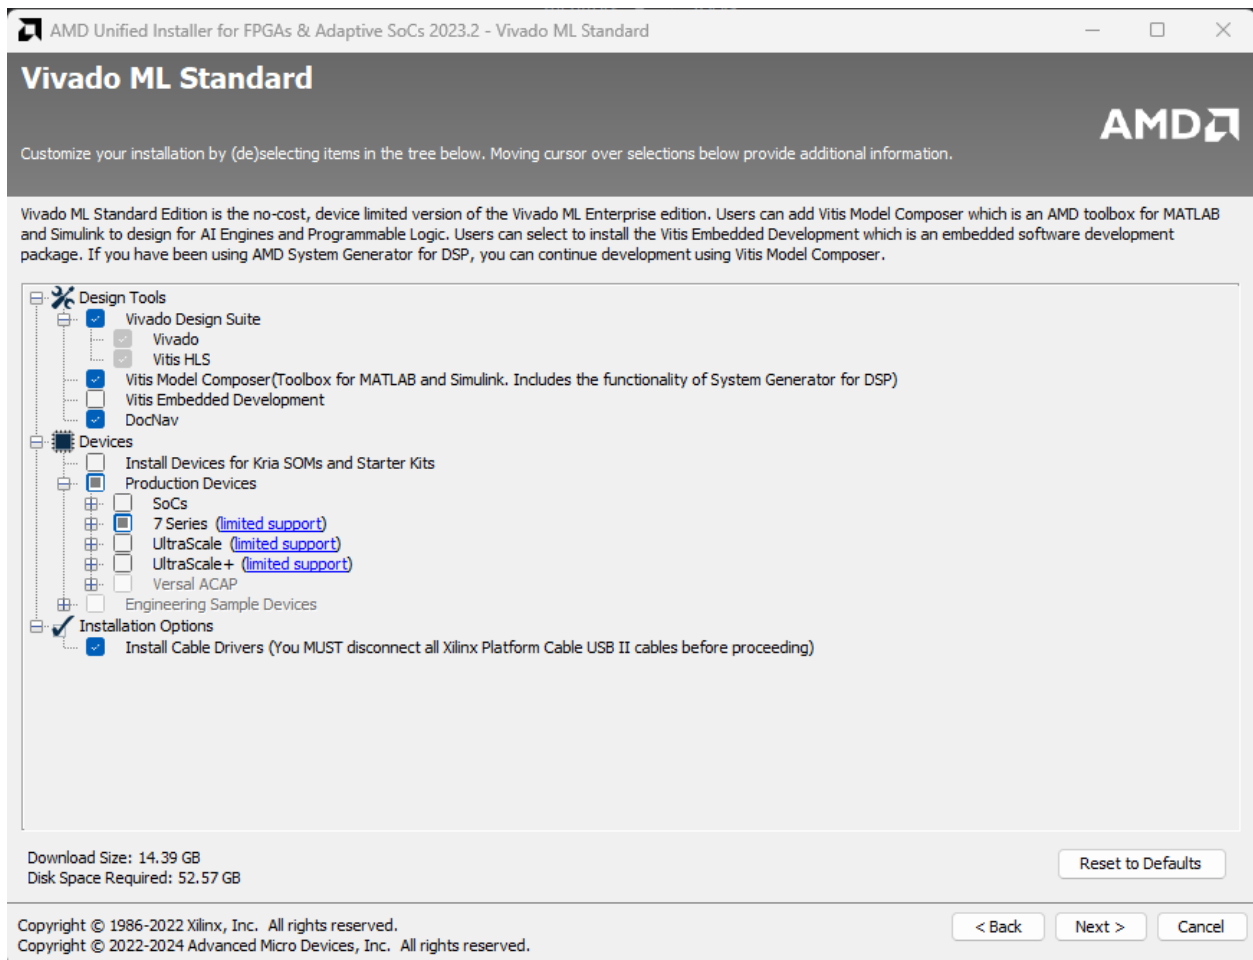 AMD Unified Installer for FPGAs & Adaptive SoCs 2023.2 - Vivado ML Standard
Vivado ML Standard
AMD
Customize your installation by (de)selecting items in the tree below. Moving cursor over selections below provide additional information.
Vivado ML Standard Edition is the no-cost, device limited version of the Vivado ML Enterprise edition. Users can add Vitis Model Composer which is an AMD toolbox for MATLAB
and Simulink to design for AI Engines and Programmable Logic. Users can select to install the Vitis Embedded Development which is an embedded software development
package. If you have been using AMD System Generator for DSP, you can continue development using Vitis Model Composer.
Design Tools
Vivado Design Suite
Vivado
Vitis HLS
Vitis Model Composer(Toolbox for MATLAB and Simulink. Includes the functionality of System Generator for DSP)
Vitis Embedded Development
DocNav
Devices
Install Devices for Kria SOMs and Starter Kits
Production Devices
SoCs
7 Series (limited support)
UltraScale (limited support)
UltraScale+ (limited support)
Versal ACAP
Engineering Sample Devices
Installation Options
Install Cable Drivers (You MUST disconnect all Xilinx Platform Cable USB II cables before proceeding)
Download Size: 14.39 GB
Disk Space Required: 52.57 GB
Reset to Defaults
Copyright © 1986-2022 Xilinx, Inc. All rights reserved.
Copyright © 2022-2024 Advanced Micro Devices, Inc. All rights reserved.
< Back
Next >
Cancel